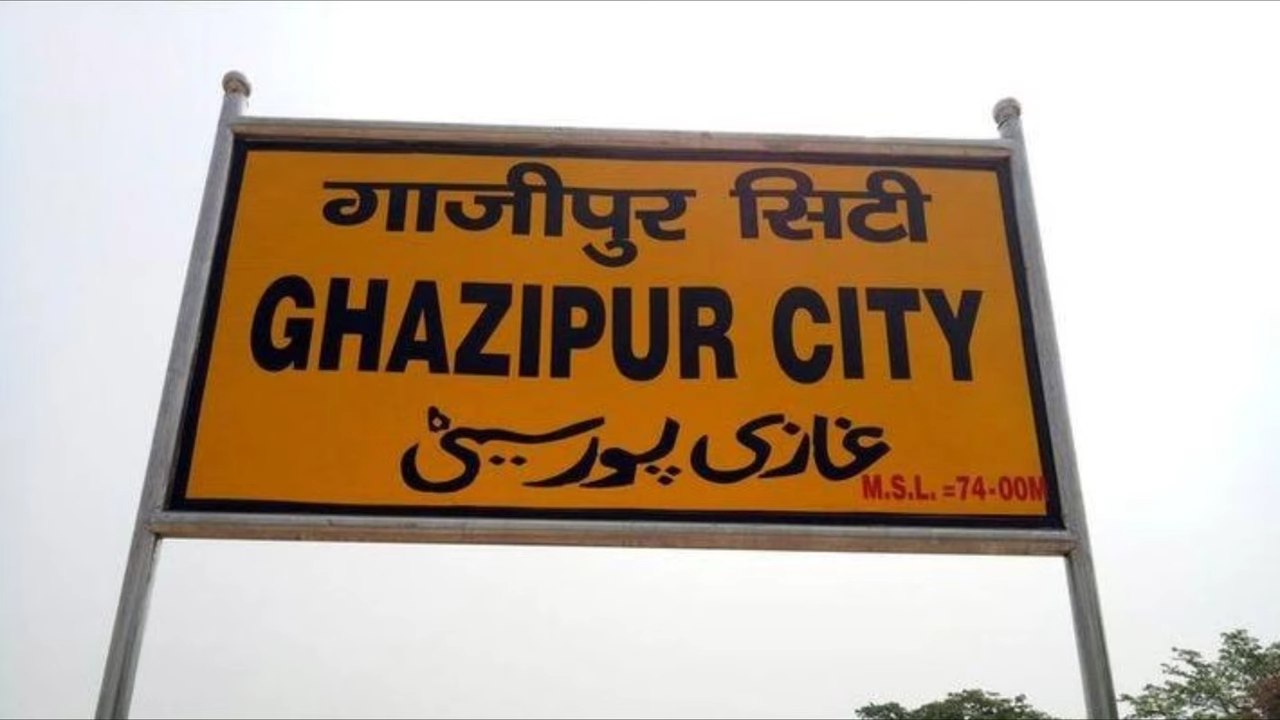 गाजीपुर सिटी
GHAZIPUR CITY
غازی پور سیٹی
M.S.L. =74-00M